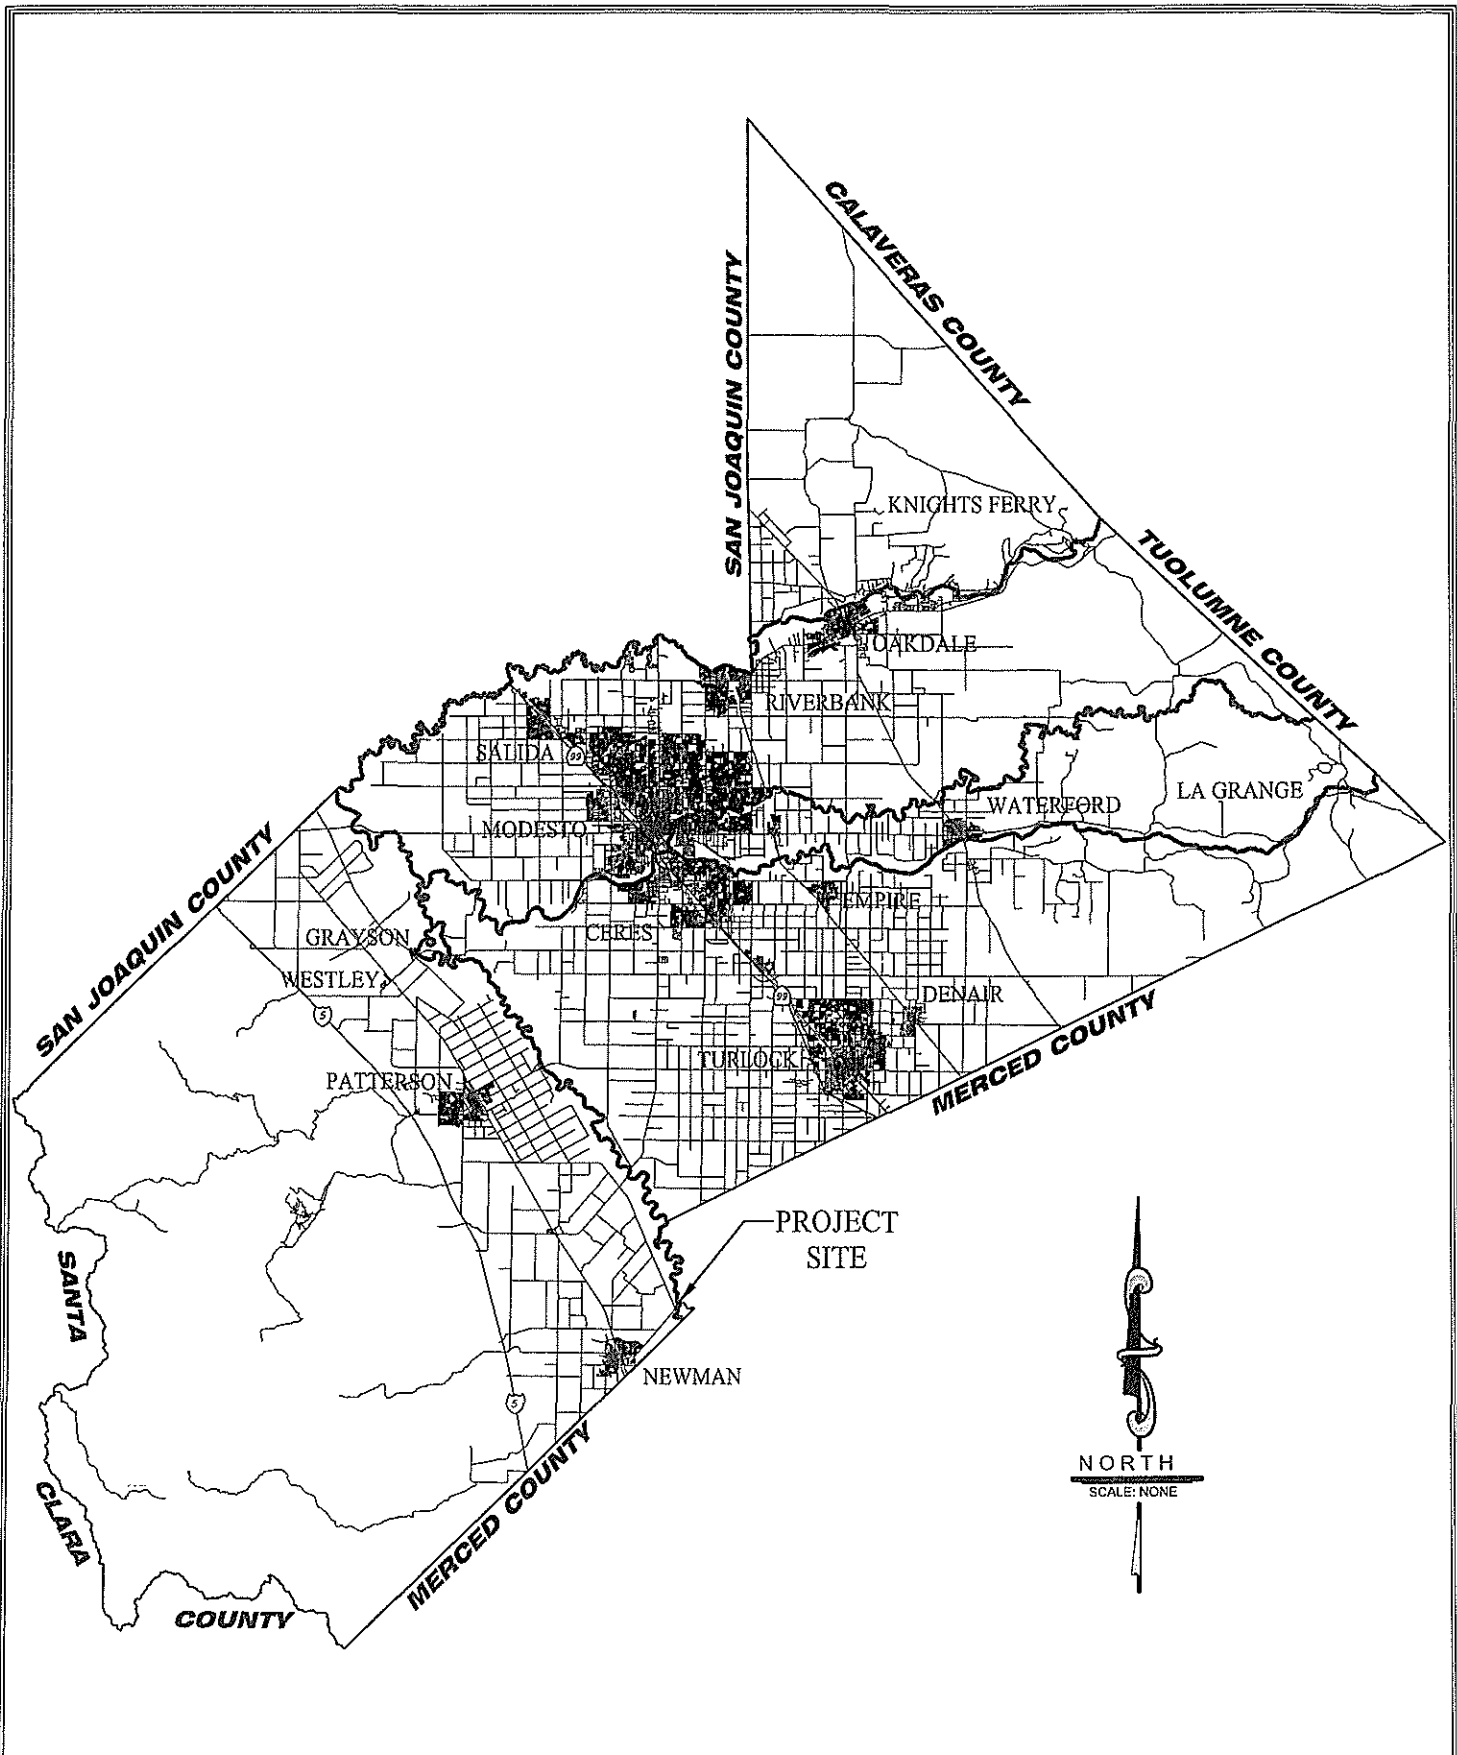 CALAVERAS COUNTY
SAN JOAQUIN COUNTY
KNIGHTS FERRY
TUOLUMNE COUNTY
OAKDALE
RIVERBANK
SALIDA
99
LA GRANGE
WATERFORD
MODESTO
SAN JOAQUIN COUNTY
EMPIRE
CERES
GRAYSON
WESTLEY
DENAIR
99
5
MERCED COUNTY
TURLOCK
PATTERSON
PROJECT
SITE
SANTA
NEWMAN
5
NORTH
SCALE: NONE
CLARA
MERCED COUNTY
COUNTY